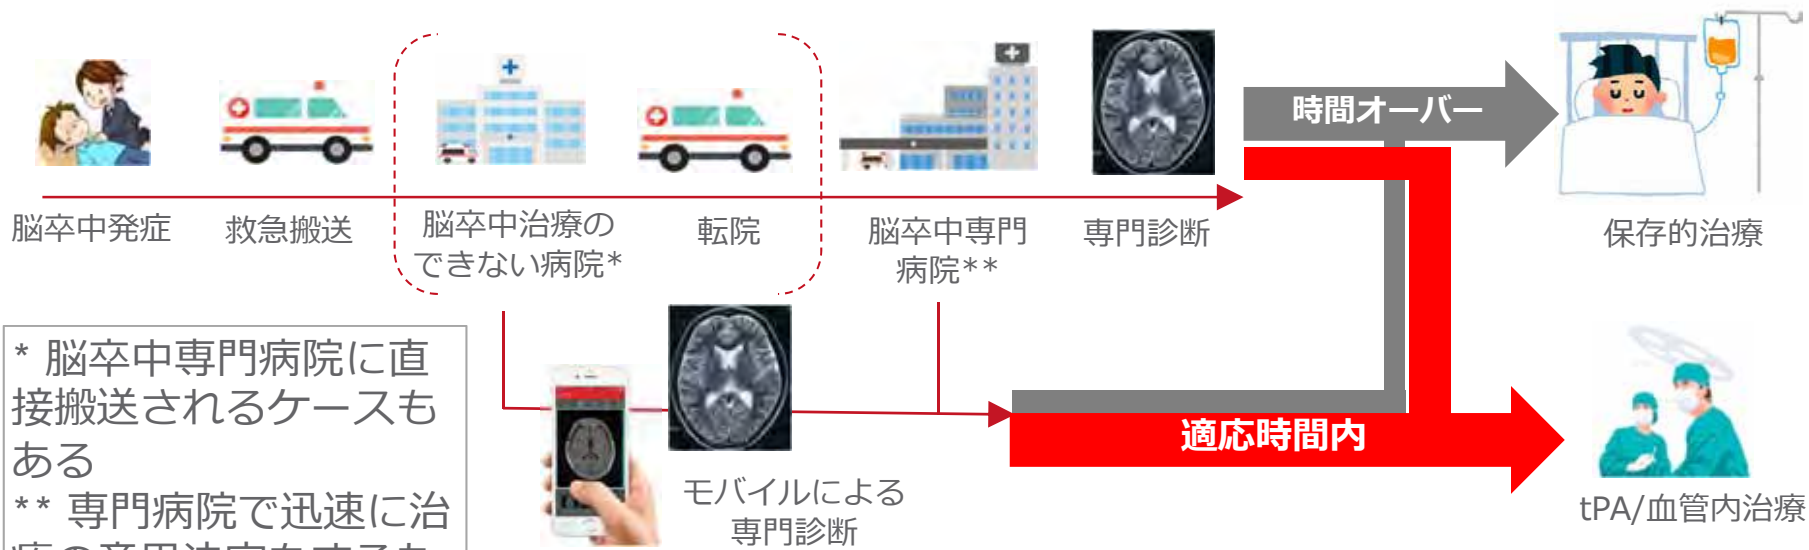 時間オーバー
脳卒中発症
救急搬送
脳卒中治療の
できない病院*
転院
脳卒中専門
病院**
専門診断
保存的治療
* 脳卒中専門病院に直
接搬送されるケースも
ある
** 専門病院で迅速に治
モバイルによる
専門診断
適応時間内
tPA/血管内治療